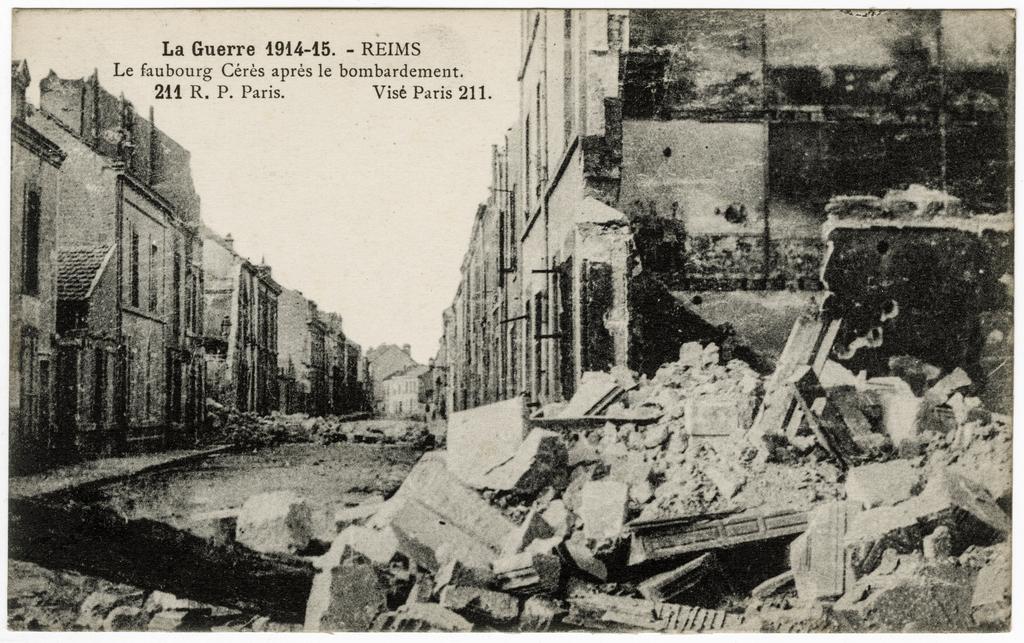 La Guerre 1914-15. - REIMS
Le faubourg Cérès après le bombardement.
211 R. P. Paris. Visé Paris 211.